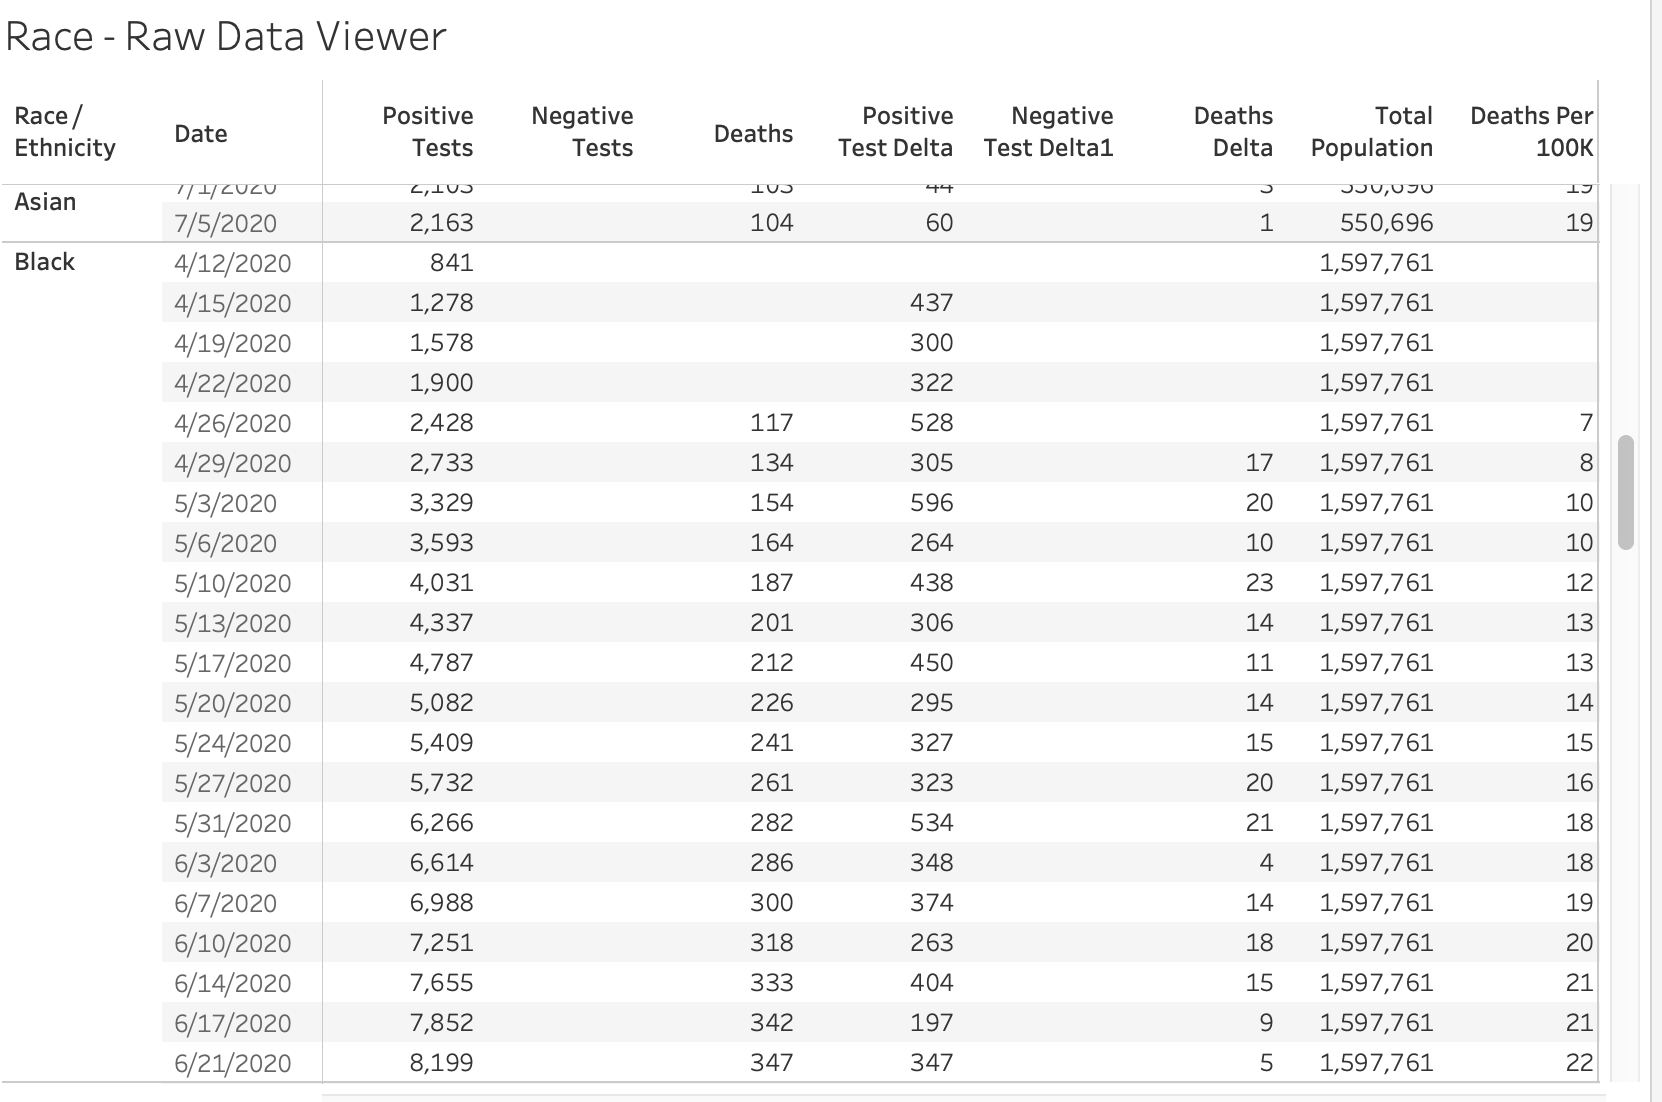 Race - Raw Data Viewer
Race / Ethnicity Date Positive Tests Negative Tests Deaths Positive Test Delta Negative Test Delta1 Deaths Delta Total Population Deaths Per 100K
Asian 7/1/2020 2,103 103 44 3 550,696 19
7/5/2020 2,163 104 60 1 550,696 19
Black 4/12/2020 841 1,597,761
4/15/2020 1,278 437 1,597,761
4/19/2020 1,578 300 1,597,761
4/22/2020 1,900 322 1,597,761
4/26/2020 2,428 117 528 1,597,761 7
4/29/2020 2,733 134 305 17 1,597,761 8
5/3/2020 3,329 154 596 20 1,597,761 10
5/6/2020 3,593 164 264 10 1,597,761 10
5/10/2020 4,031 187 438 23 1,597,761 12
5/13/2020 4,337 201 306 14 1,597,761 13
5/17/2020 4,787 212 450 11 1,597,761 13
5/20/2020 5,082 226 295 14 1,597,761 14
5/24/2020 5,409 241 327 15 1,597,761 15
5/27/2020 5,732 261 323 20 1,597,761 16
5/31/2020 6,266 282 534 21 1,597,761 18
6/3/2020 6,614 286 348 4 1,597,761 18
6/7/2020 6,988 300 374 14 1,597,761 19
6/10/2020 7,251 318 263 18 1,597,761 20
6/14/2020 7,655 333 404 15 1,597,761 21
6/17/2020 7,852 342 197 9 1,597,761 21
6/21/2020 8,199 347 347 5 1,597,761 22